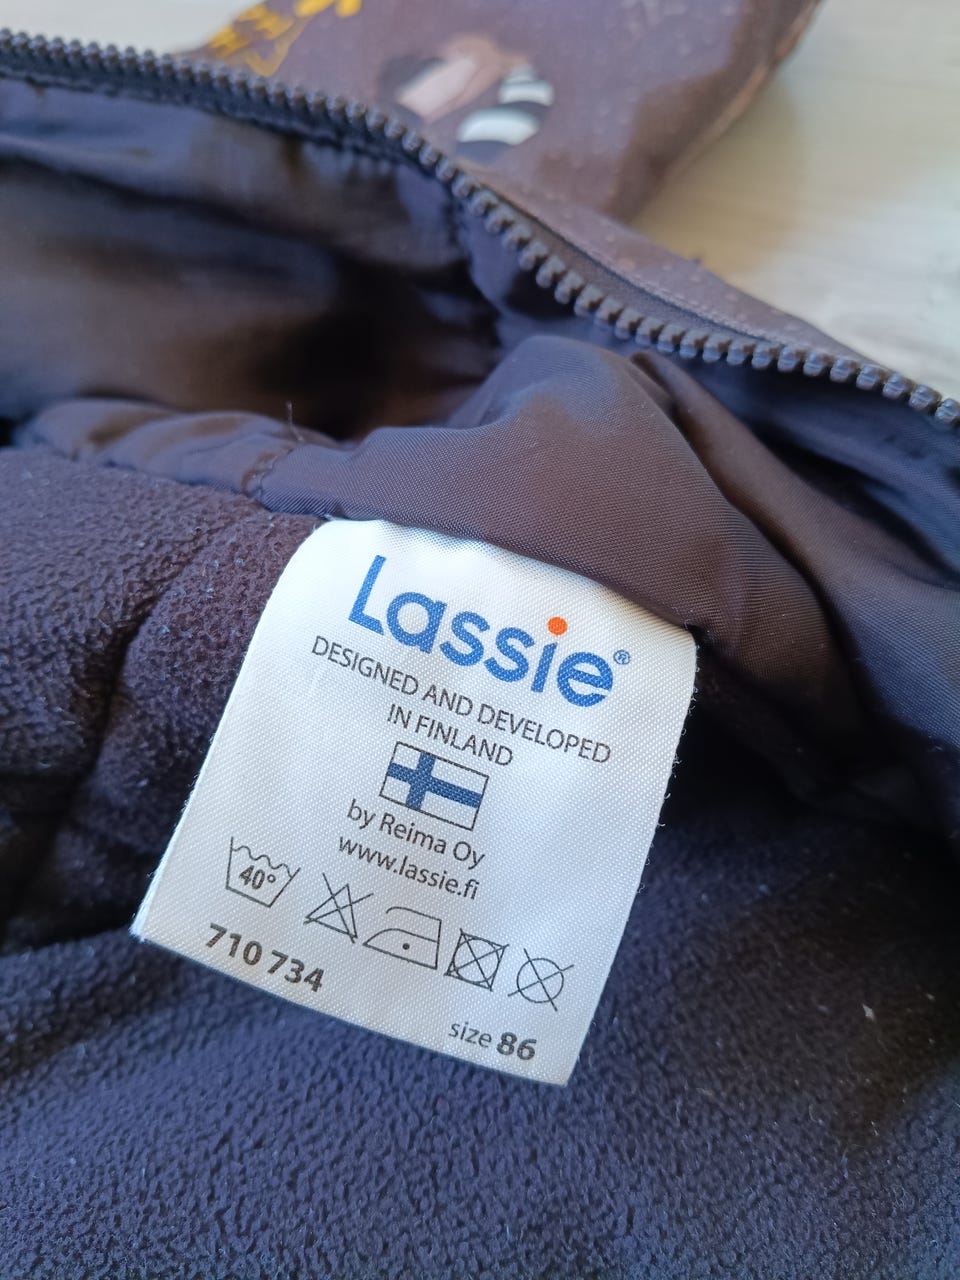 Lassie®
DESIGNED AND DEVELOPED
IN FINLAND
by Reima Oy
www.lassie.fi
40°
710 734
size 86